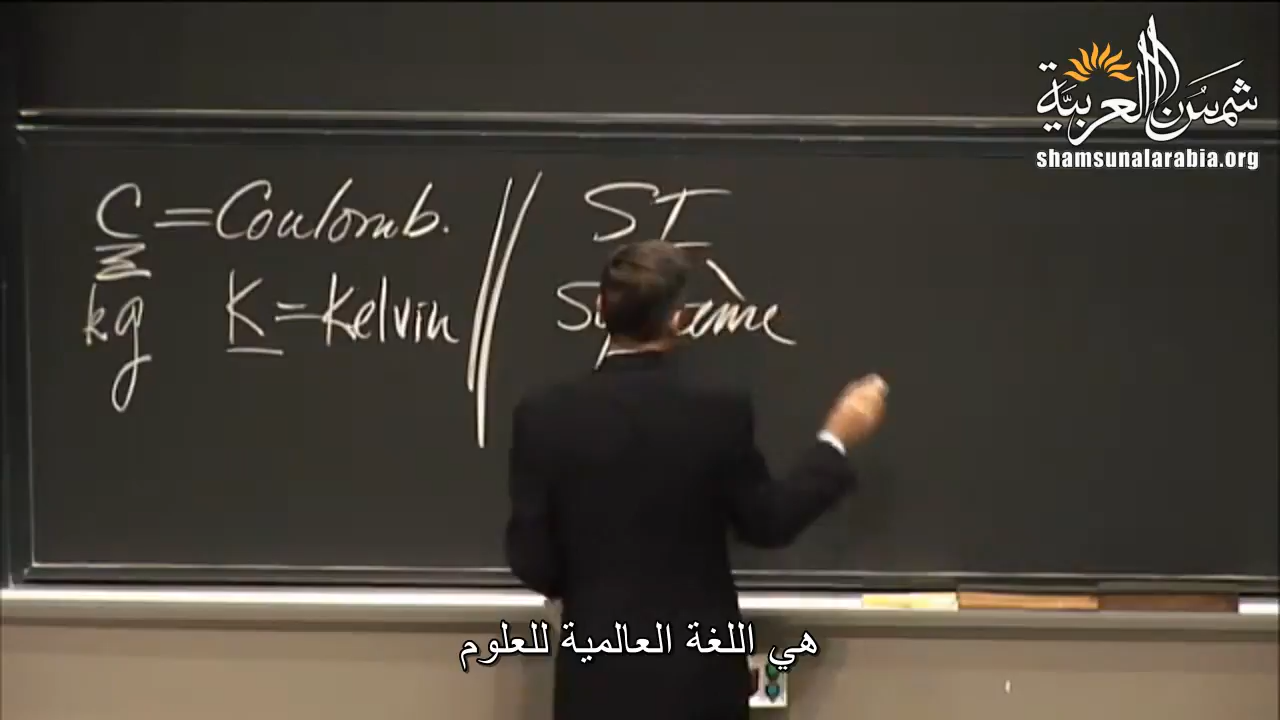 شمس العربية
shamsunalarabia.org
C = Coulomb. // SI
kg K = Kelvin
هي اللغة العالمية للعلوم